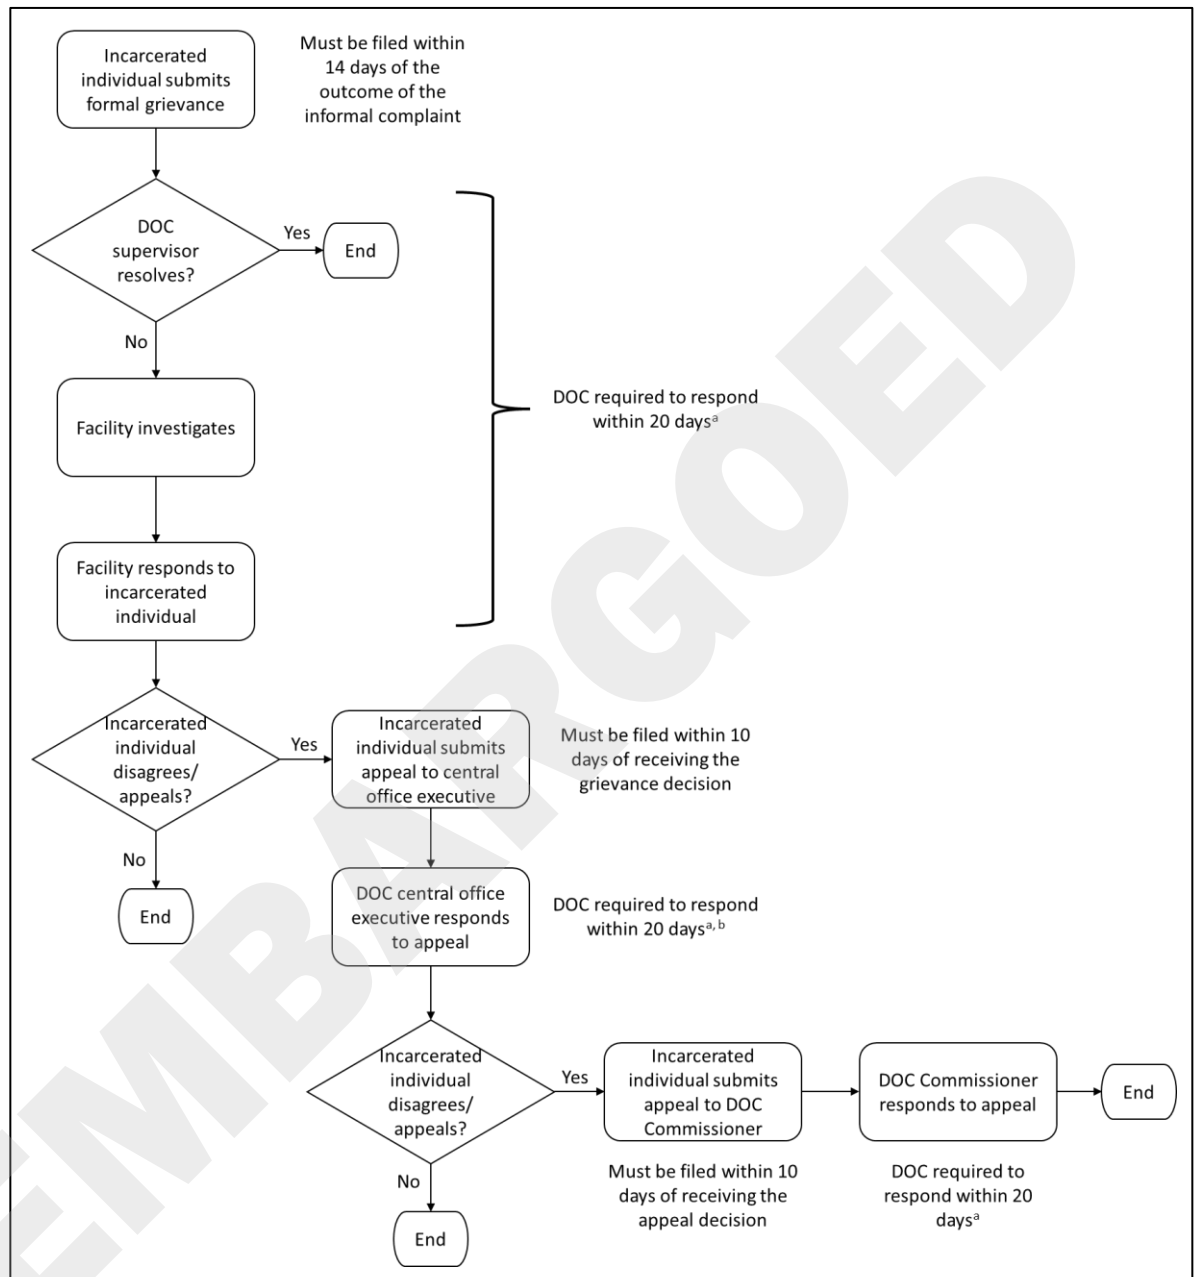 Incarcerated
individual submits
formal grievance
Must be filed within
14 days of the
outcome of the
informal complaint
DOC
supervisor
resolves?
Yes
End
No
Facility investigates
DOC required to respond
within 20 daysᵃ
Facility responds to
incarcerated
individual
Incarcerated
individual
disagrees/
appeals?
Yes
Incarcerated
individual submits
appeal to central
office executive
Must be filed within 10
days of receiving the
grievance decision
No
End
DOC central office
executive responds
to appeal
DOC required to respond
within 20 daysᵃ,ᵇ
Incarcerated
individual
disagrees/
appeals?
Yes
Incarcerated
individual submits
appeal to DOC
Commissioner
DOC Commissioner
responds to appeal
End
No
End
Must be filed within 10
days of receiving the
appeal decision
DOC required to
respond within 20
daysᵃ
EMBARGOED